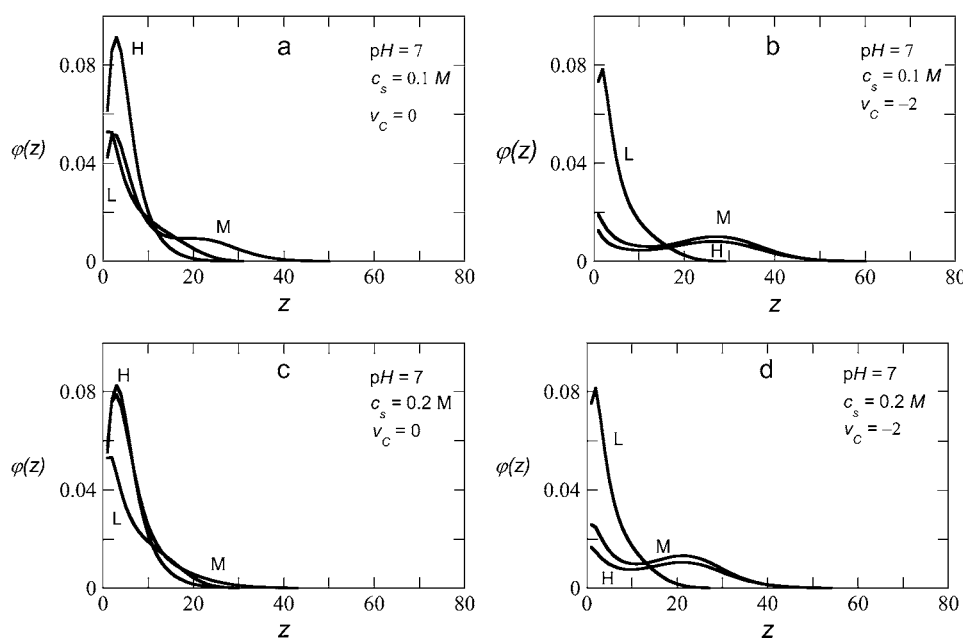 a
pH = 7
c_s = 0.1 M
v_C = 0
H
L
M
φ(z)
0.08
0.04
0
0 20 40 60 80
z
b
pH = 7
c_s = 0.1 M
v_C = −2
L
M
H
φ(z)
0.08
0.04
0
0 20 40 60 80
z
c
pH = 7
c_s = 0.2 M
v_C = 0
H
L
M
φ(z)
0.08
0.04
0
0 20 40 60 80
z
d
pH = 7
c_s = 0.2 M
v_C = −2
L
M
H
φ(z)
0.08
0.04
0
0 20 40 60 80
z